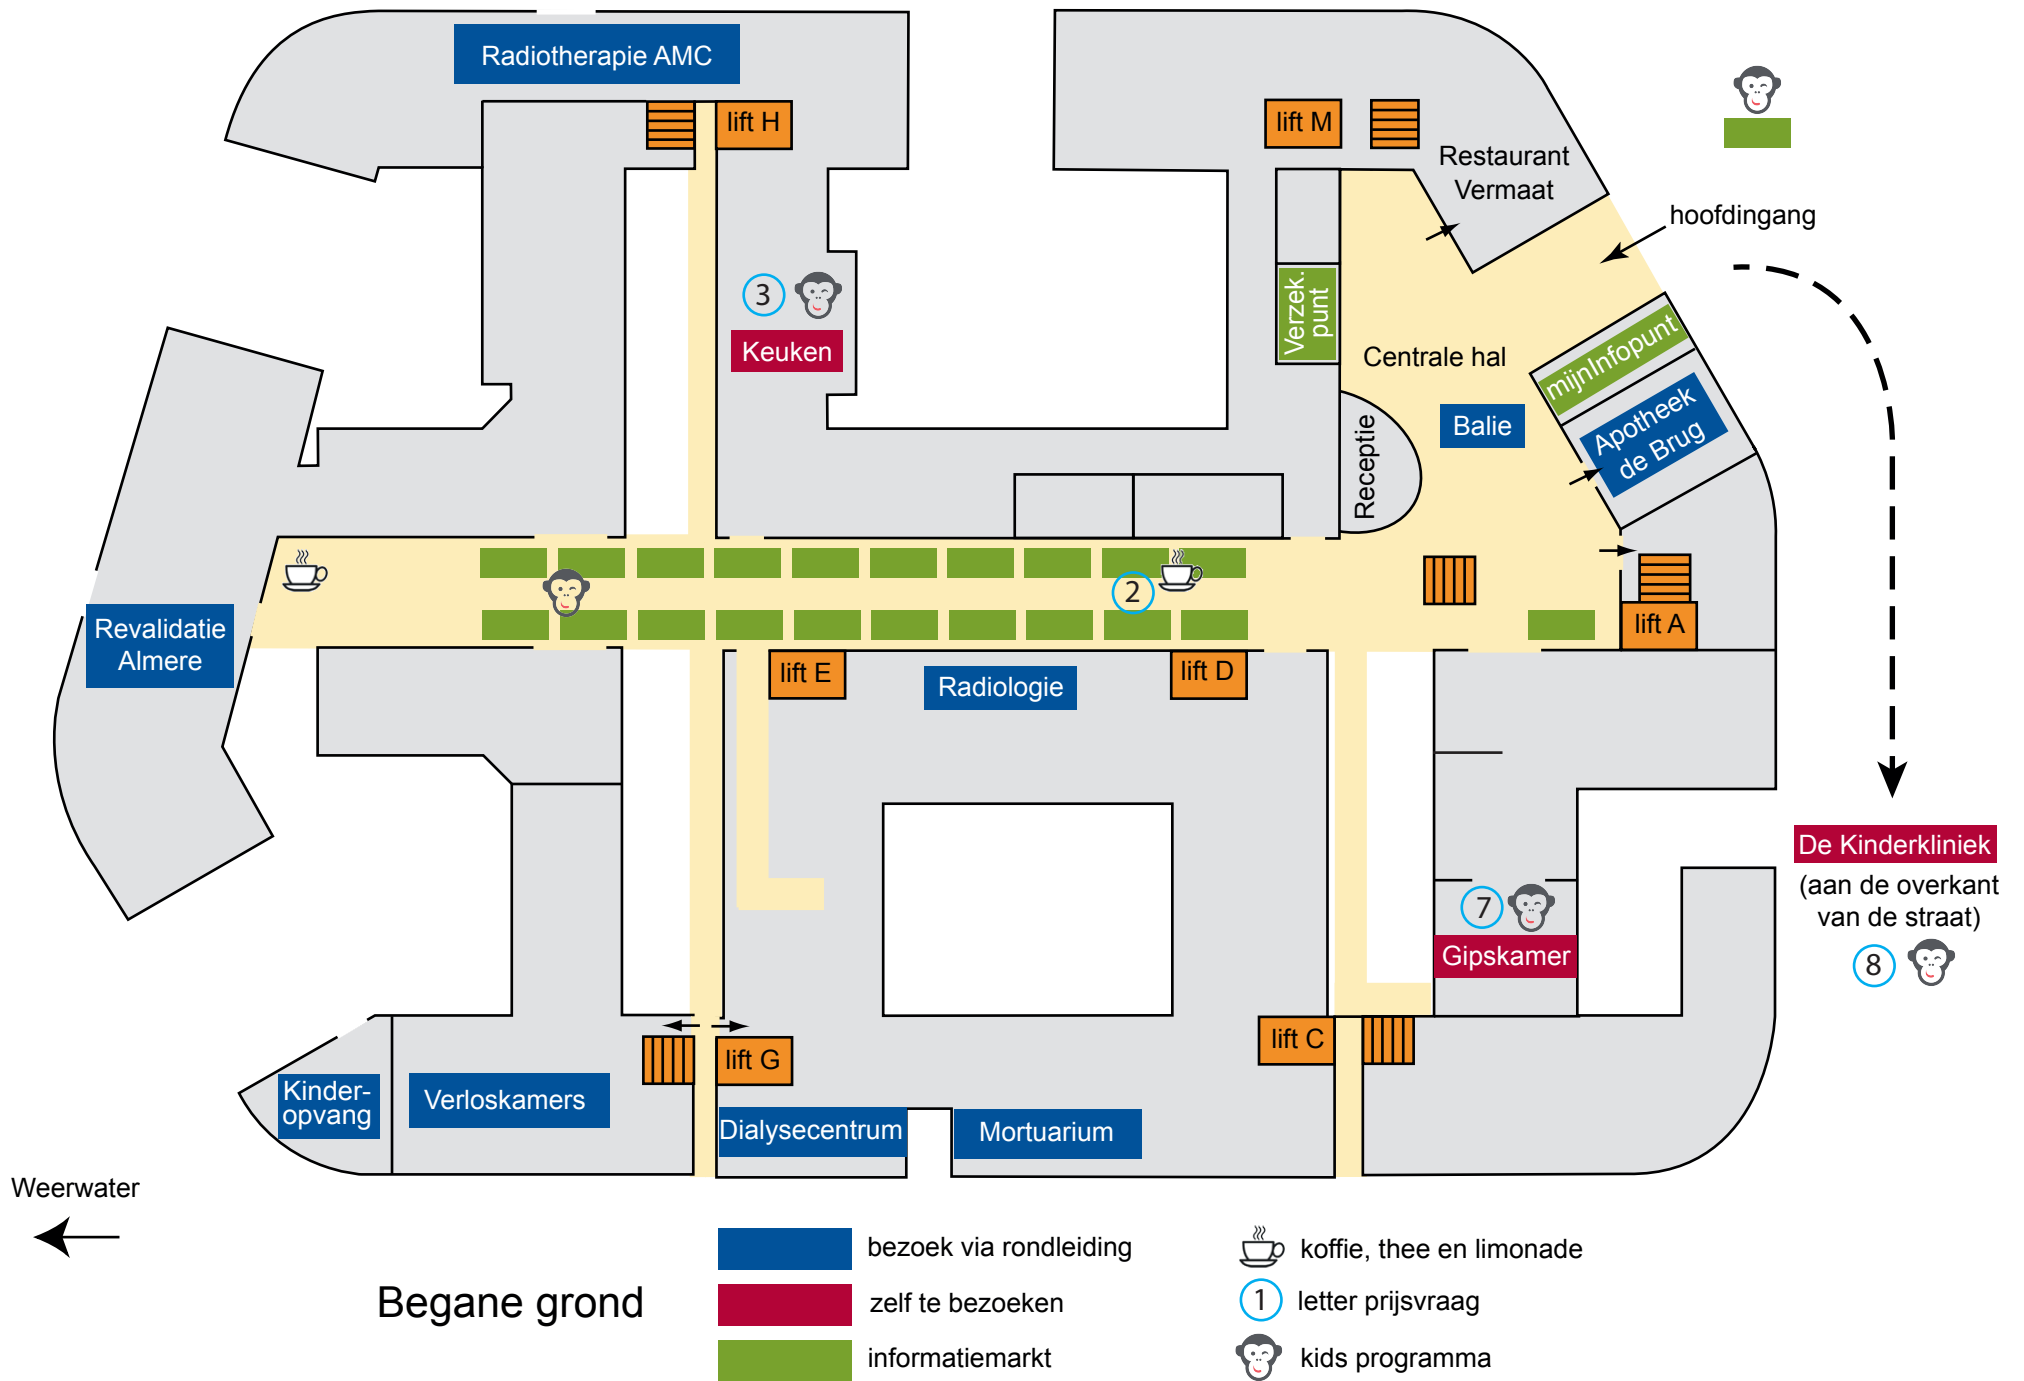 Radiotherapie AMC
lift H
lift M
Restaurant
Vermaat
hoofdingang
3
Keuken
Verzek.
punt
Centrale hal
mijnInfopunt
Balie
Apotheek
de Brug
Receptie
2
Revalidatie
Almere
lift A
lift E
Radiologie
lift D
De Kinderkliniek
(aan de overkant
van de straat)
8
7
Gipskamer
lift C
lift G
Kinder-
opvang
Verloskamers
Dialysecentrum
Mortuarium
Weerwater
Begane grond
bezoek via rondleiding
zelf te bezoeken
informatiemarkt
koffie, thee en limonade
1
letter prijsvraag
kids programma